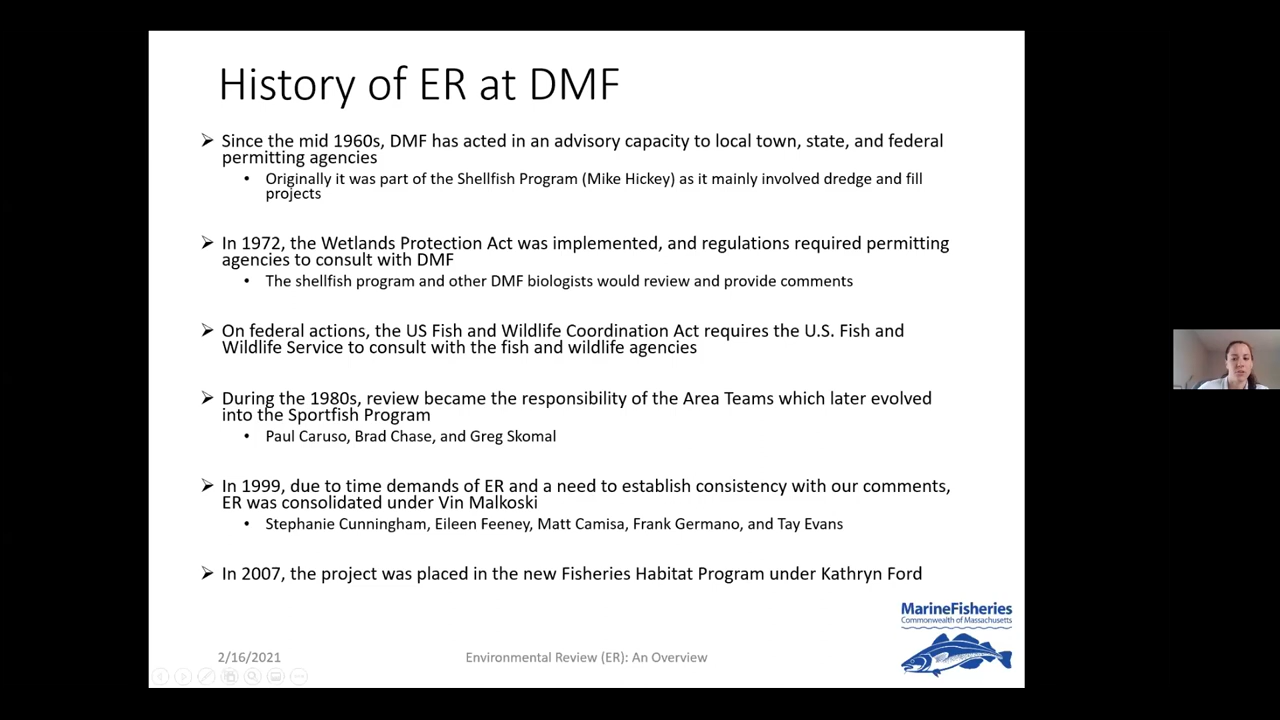 History of ER at DMF
➢ Since the mid 1960s, DMF has acted in an advisory capacity to local town, state, and federal
permitting agencies
• Originally it was part of the Shellfish Program (Mike Hickey) as it mainly involved dredge and fill
projects
➢ In 1972, the Wetlands Protection Act was implemented, and regulations required permitting
agencies to consult with DMF
• The shellfish program and other DMF biologists would review and provide comments
➢ On federal actions, the US Fish and Wildlife Coordination Act requires the U.S. Fish and
Wildlife Service to consult with the fish and wildlife agencies
➢ During the 1980s, review became the responsibility of the Area Teams which later evolved
into the Sportfish Program
• Paul Caruso, Brad Chase, and Greg Skomal
➢ In 1999, due to time demands of ER and a need to establish consistency with our comments,
ER was consolidated under Vin Malkoski
• Stephanie Cunningham, Eileen Feeney, Matt Camisa, Frank Germano, and Tay Evans
➢ In 2007, the project was placed in the new Fisheries Habitat Program under Kathryn Ford
MarineFisheries
Commonwealth of Massachusetts
2/16/2021
Environmental Review (ER): An Overview